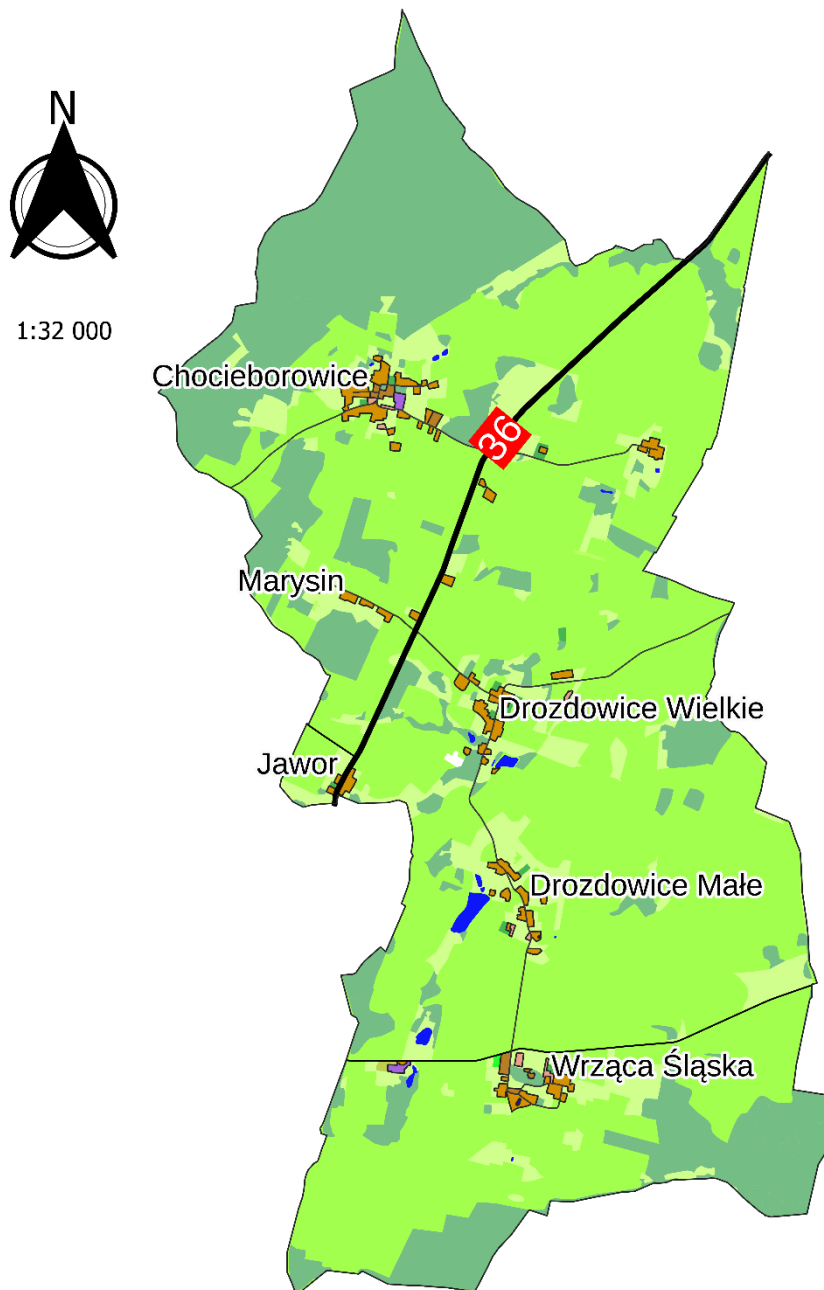 N
1:32 000
Chocieborowice
36
Marysin
Drozdowice Wielkie
Jawor
Drozdowice Małe
Wrząca Śląska